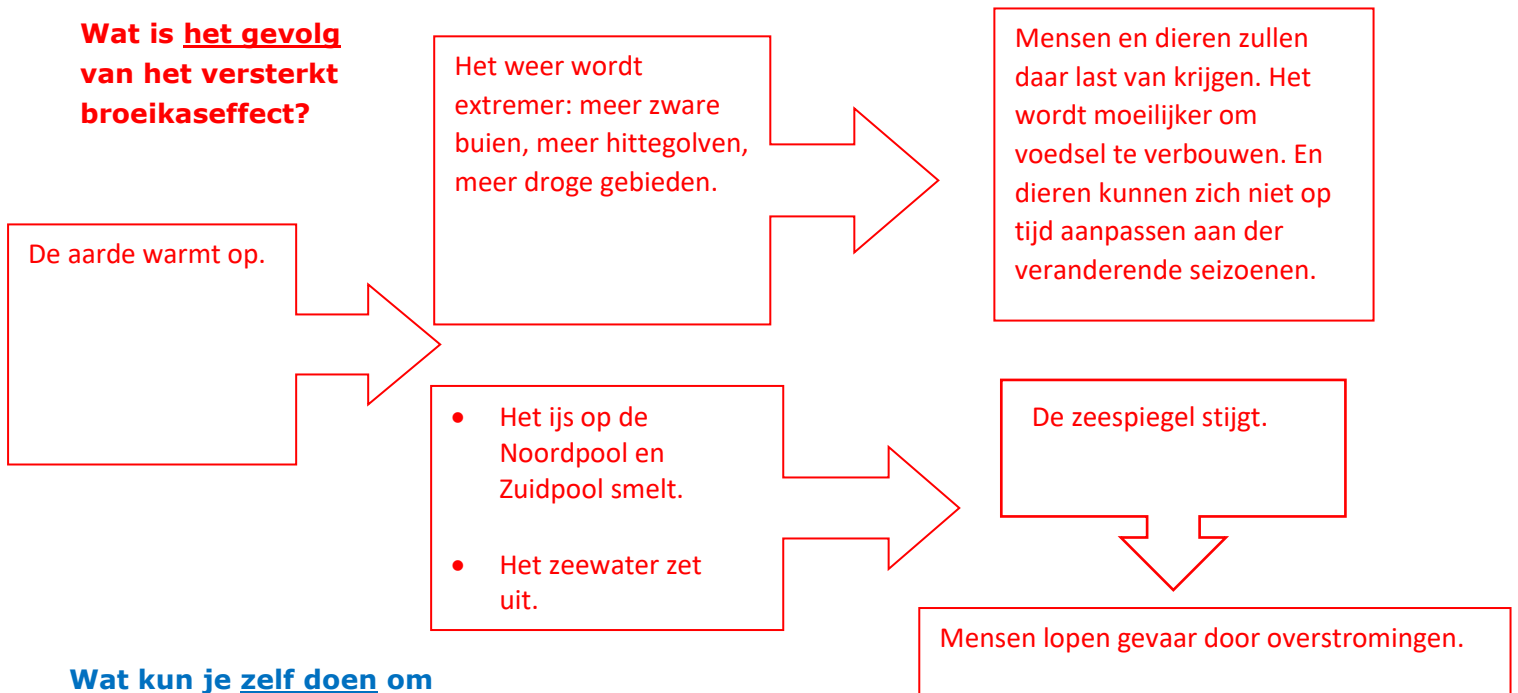 Wat is het gevolg
van het versterkt
broeikaseffect?
De aarde warmt op.
Het weer wordt
extremer: meer zware
buien, meer hittegolven,
meer droge gebieden.
Mensen en dieren zullen
daar last van krijgen. Het
wordt moeilijker om
voedsel te verbouwen. En
dieren kunnen zich niet op
tijd aanpassen aan der
veranderende seizoenen.
• Het ijs op de
Noordpool en
Zuidpool smelt.
• Het zeewater zet
uit.
De zeespiegel stijgt.
Mensen lopen gevaar door overstromingen.
Wat kun je zelf doen om